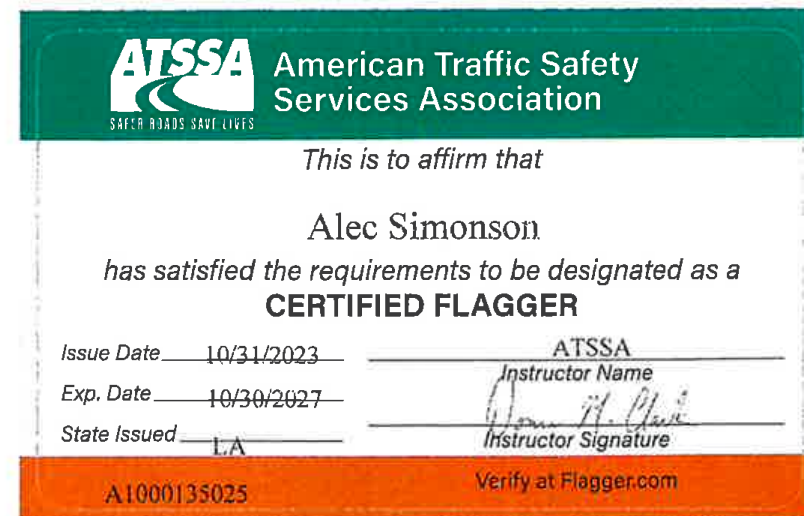 ATSSA
SAFER ROADS SAVE LIVES
American Traffic Safety
Services Association
This is to affirm that
Alec Simonson
has satisfied the requirements to be designated as a
CERTIFIED FLAGGER
Issue Date 10/31/2023
ATSSA
Instructor Name
Exp. Date 10/30/2027
State Issued LA
Instructor Signature
A1000135025
Verify at Flagger.com